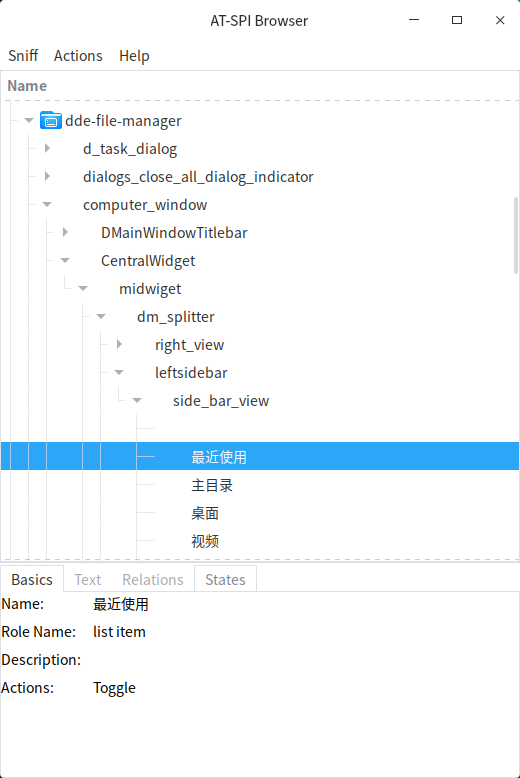 AT-SPI Browser
Sniff Actions Help
Name
dde-file-manager
d_task_dialog
dialogs_close_all_dialog_indicator
computer_window
DMainWindowTitlebar
CentralWidget
midwiget
dm_splitter
right_view
leftsidebar
side_bar_view
最近使用
主目录
桌面
视频
Basics Text Relations States
Name: 最近使用
Role Name: list item
Description:
Actions: Toggle